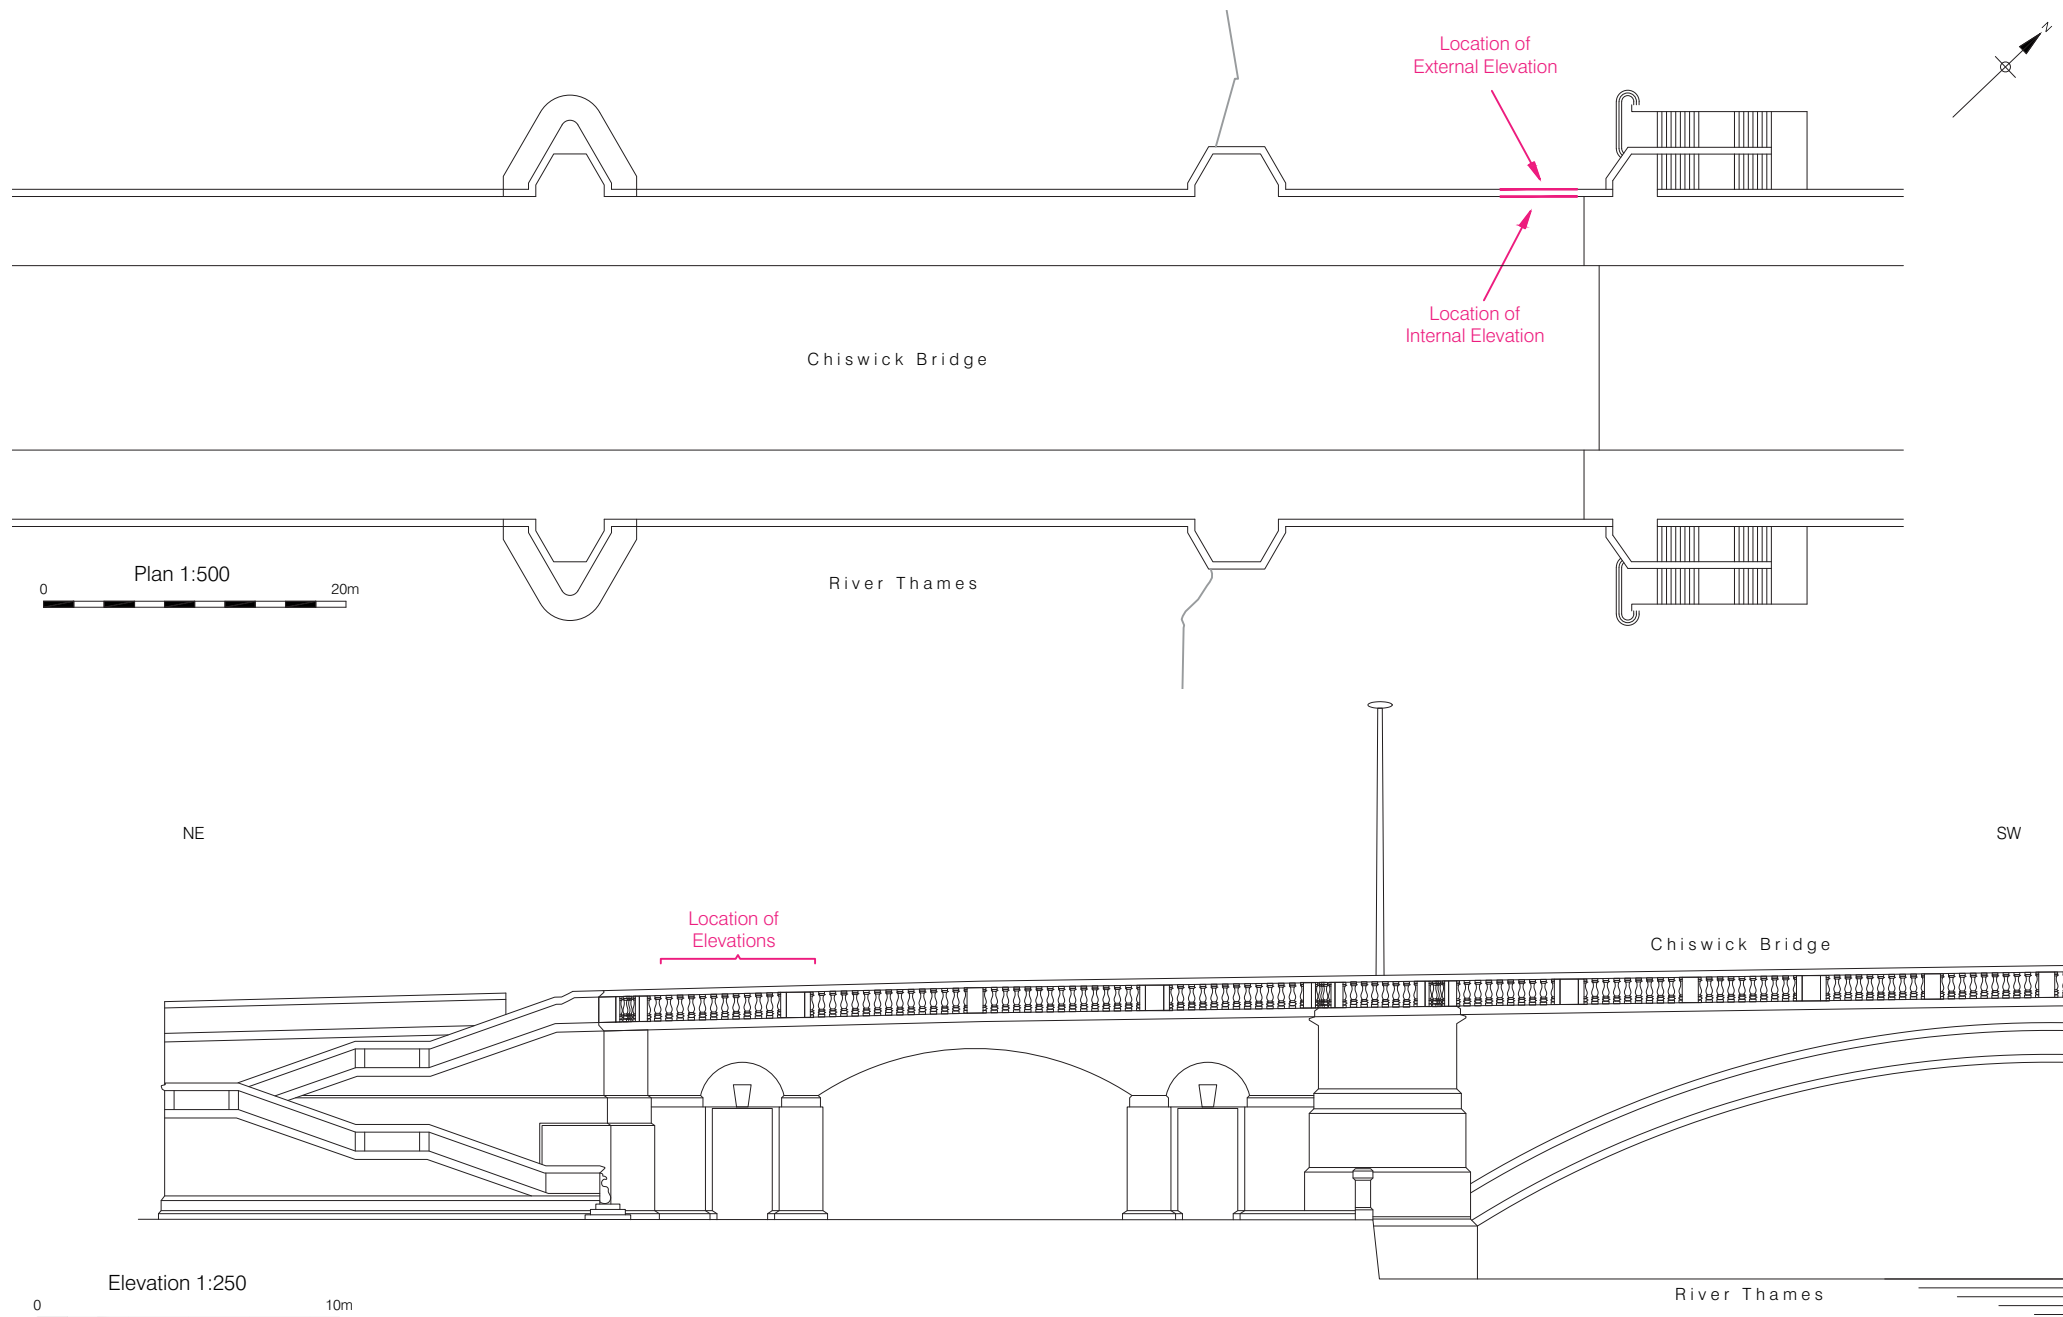 N
Location of
External Elevation
Location of
Internal Elevation
Chiswick Bridge
Plan 1:500
0 20m
River Thames
NE
SW
Location of
Elevations
Chiswick Bridge
Elevation 1:250
0 10m
River Thames